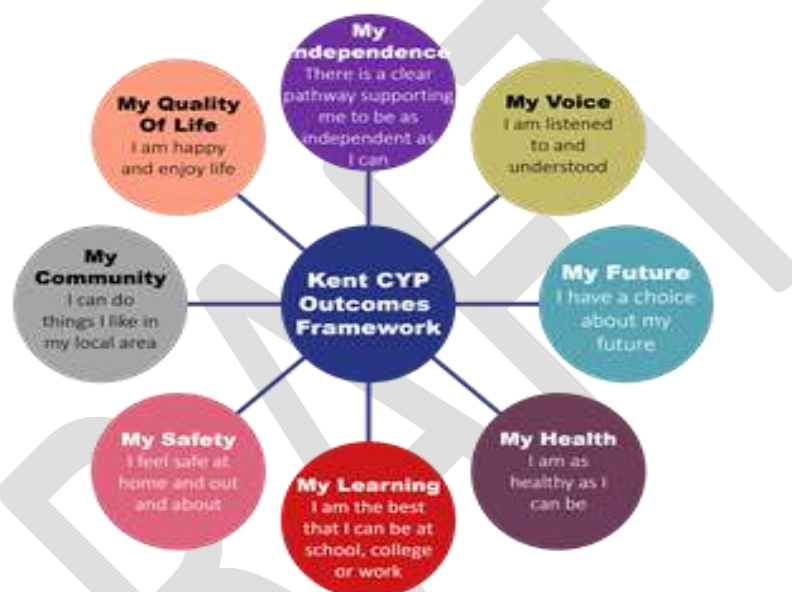 My
Independence
There is a clear
pathway supporting
me to be as
independent as
I can
My Voice
I am listened
to and
understood
My Future
I have a choice
about my
future
My Health
I am as
healthy as I
can be
My Learning
I am the best
that I can be at
school, college
or work
My Safety
I feel safe at
home and out
and about
My
Community
I can do
things I like in
my local area
My Quality
Of Life
I am happy
and enjoy life
Kent CYP
Outcomes
Framework